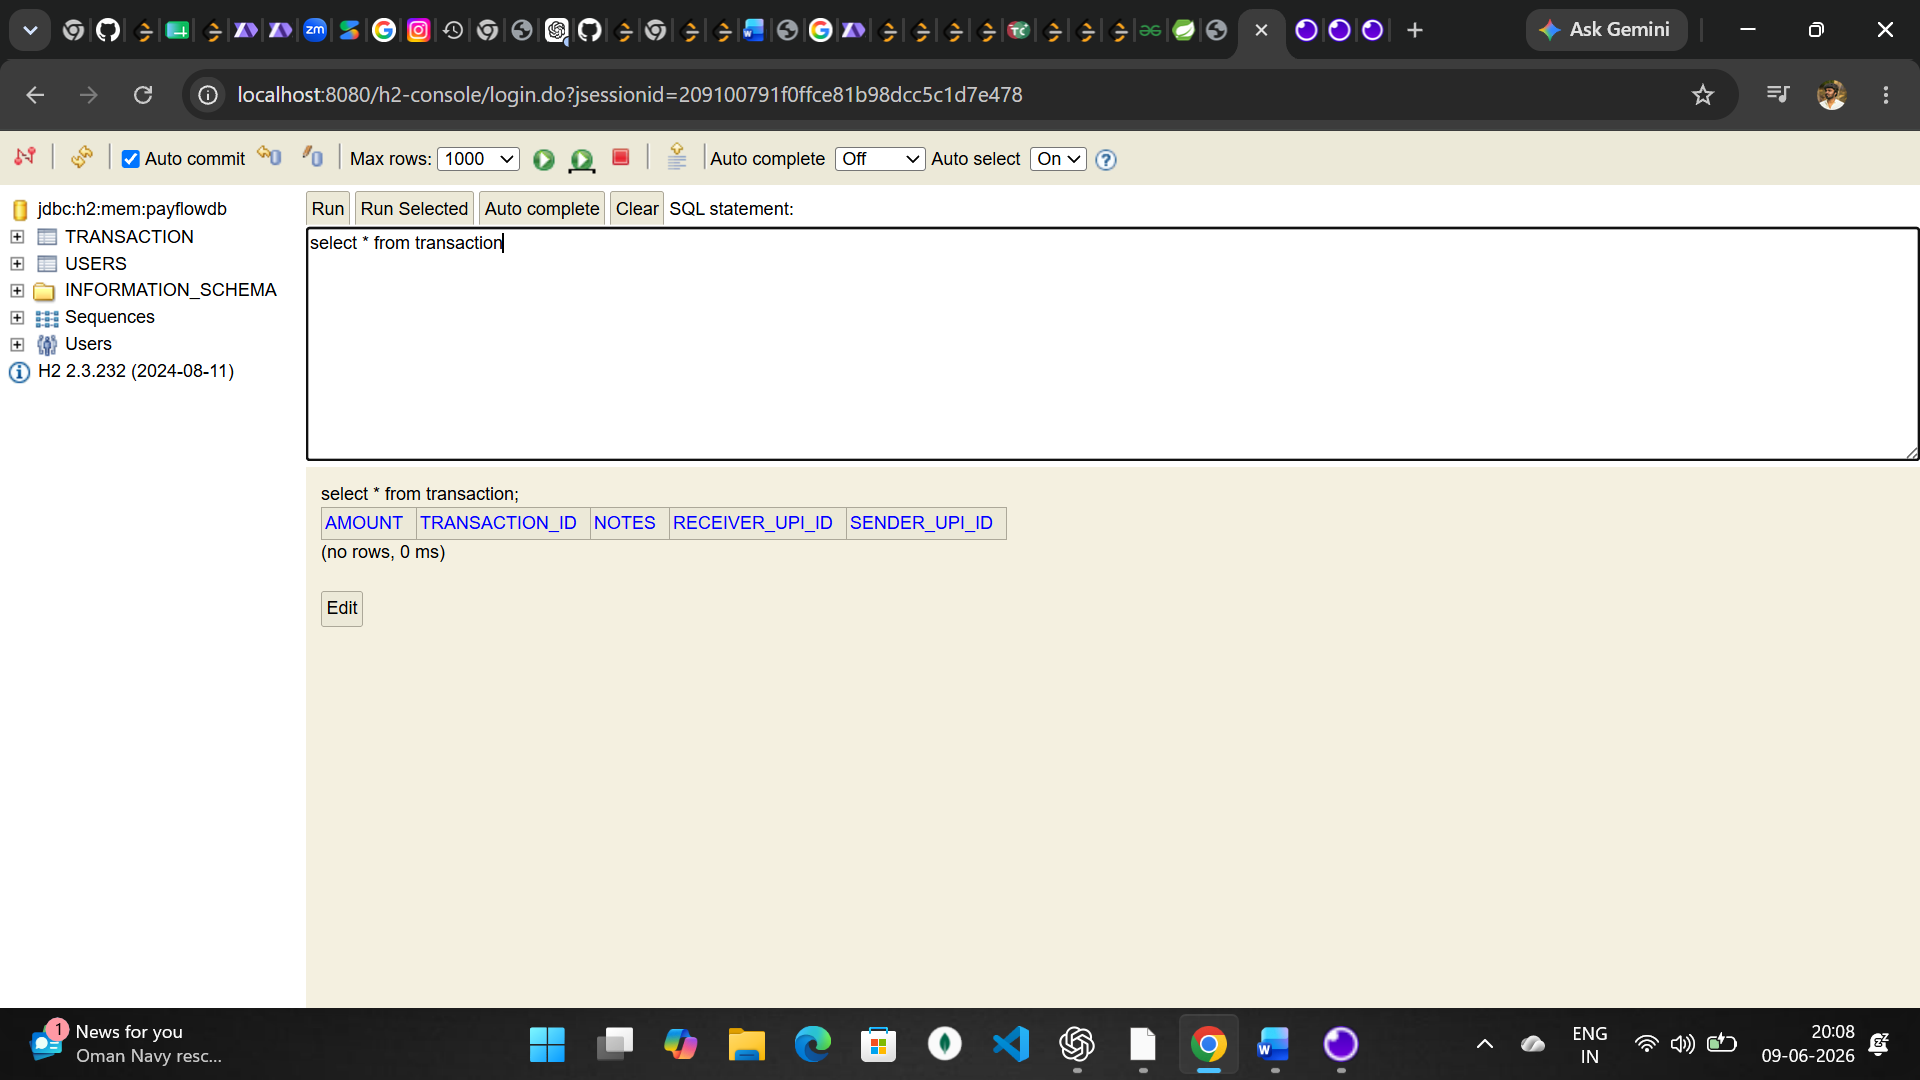 Ask Gemini
localhost:8080/h2-console/login.do?jsessionid=209100791f0ffce81b98dcc5c1d7e478
Auto commit Max rows: 1000 Auto complete Off Auto select On
jdbc:h2:mem:payflowdb
TRANSACTION
USERS
INFORMATION_SCHEMA
Sequences
Users
H2 2.3.232 (2024-08-11)
Run Run Selected Auto complete Clear SQL statement:
select * from transaction
select * from transaction;
AMOUNT TRANSACTION_ID NOTES RECEIVER_UPI_ID SENDER_UPI_ID
(no rows, 0 ms)
Edit
1 News for you
Oman Navy resc...
ENG
IN
20:08
09-06-2026